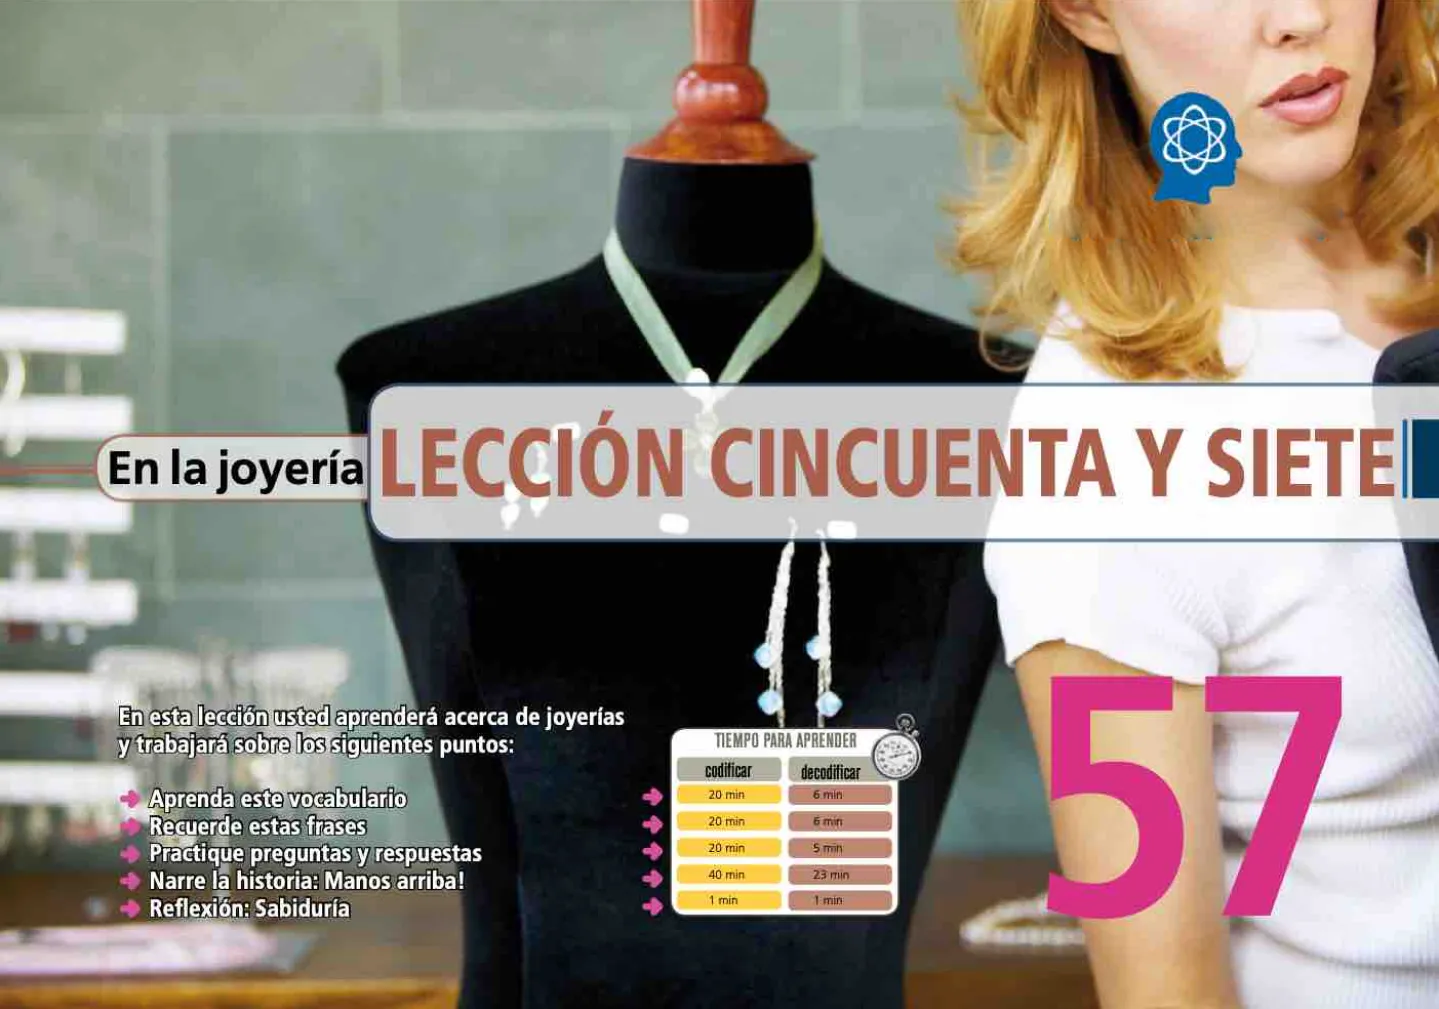 En la joyería
LECCIÓN CINCUENTA Y SIETE
En esta lección usted aprenderá acerca de joyerías
y trabajará sobre los siguientes puntos:
Aprenda este vocabulario
Recuerde estas frases
Practique preguntas y respuestas
Narre la historia: Manos arriba!
Reflexión: Sabiduría
TIEMPO PARA APRENDER
codificar decodificar
20 min 6 min
20 min 6 min
20 min 5 min
40 min 23 min
1 min 1 min
57